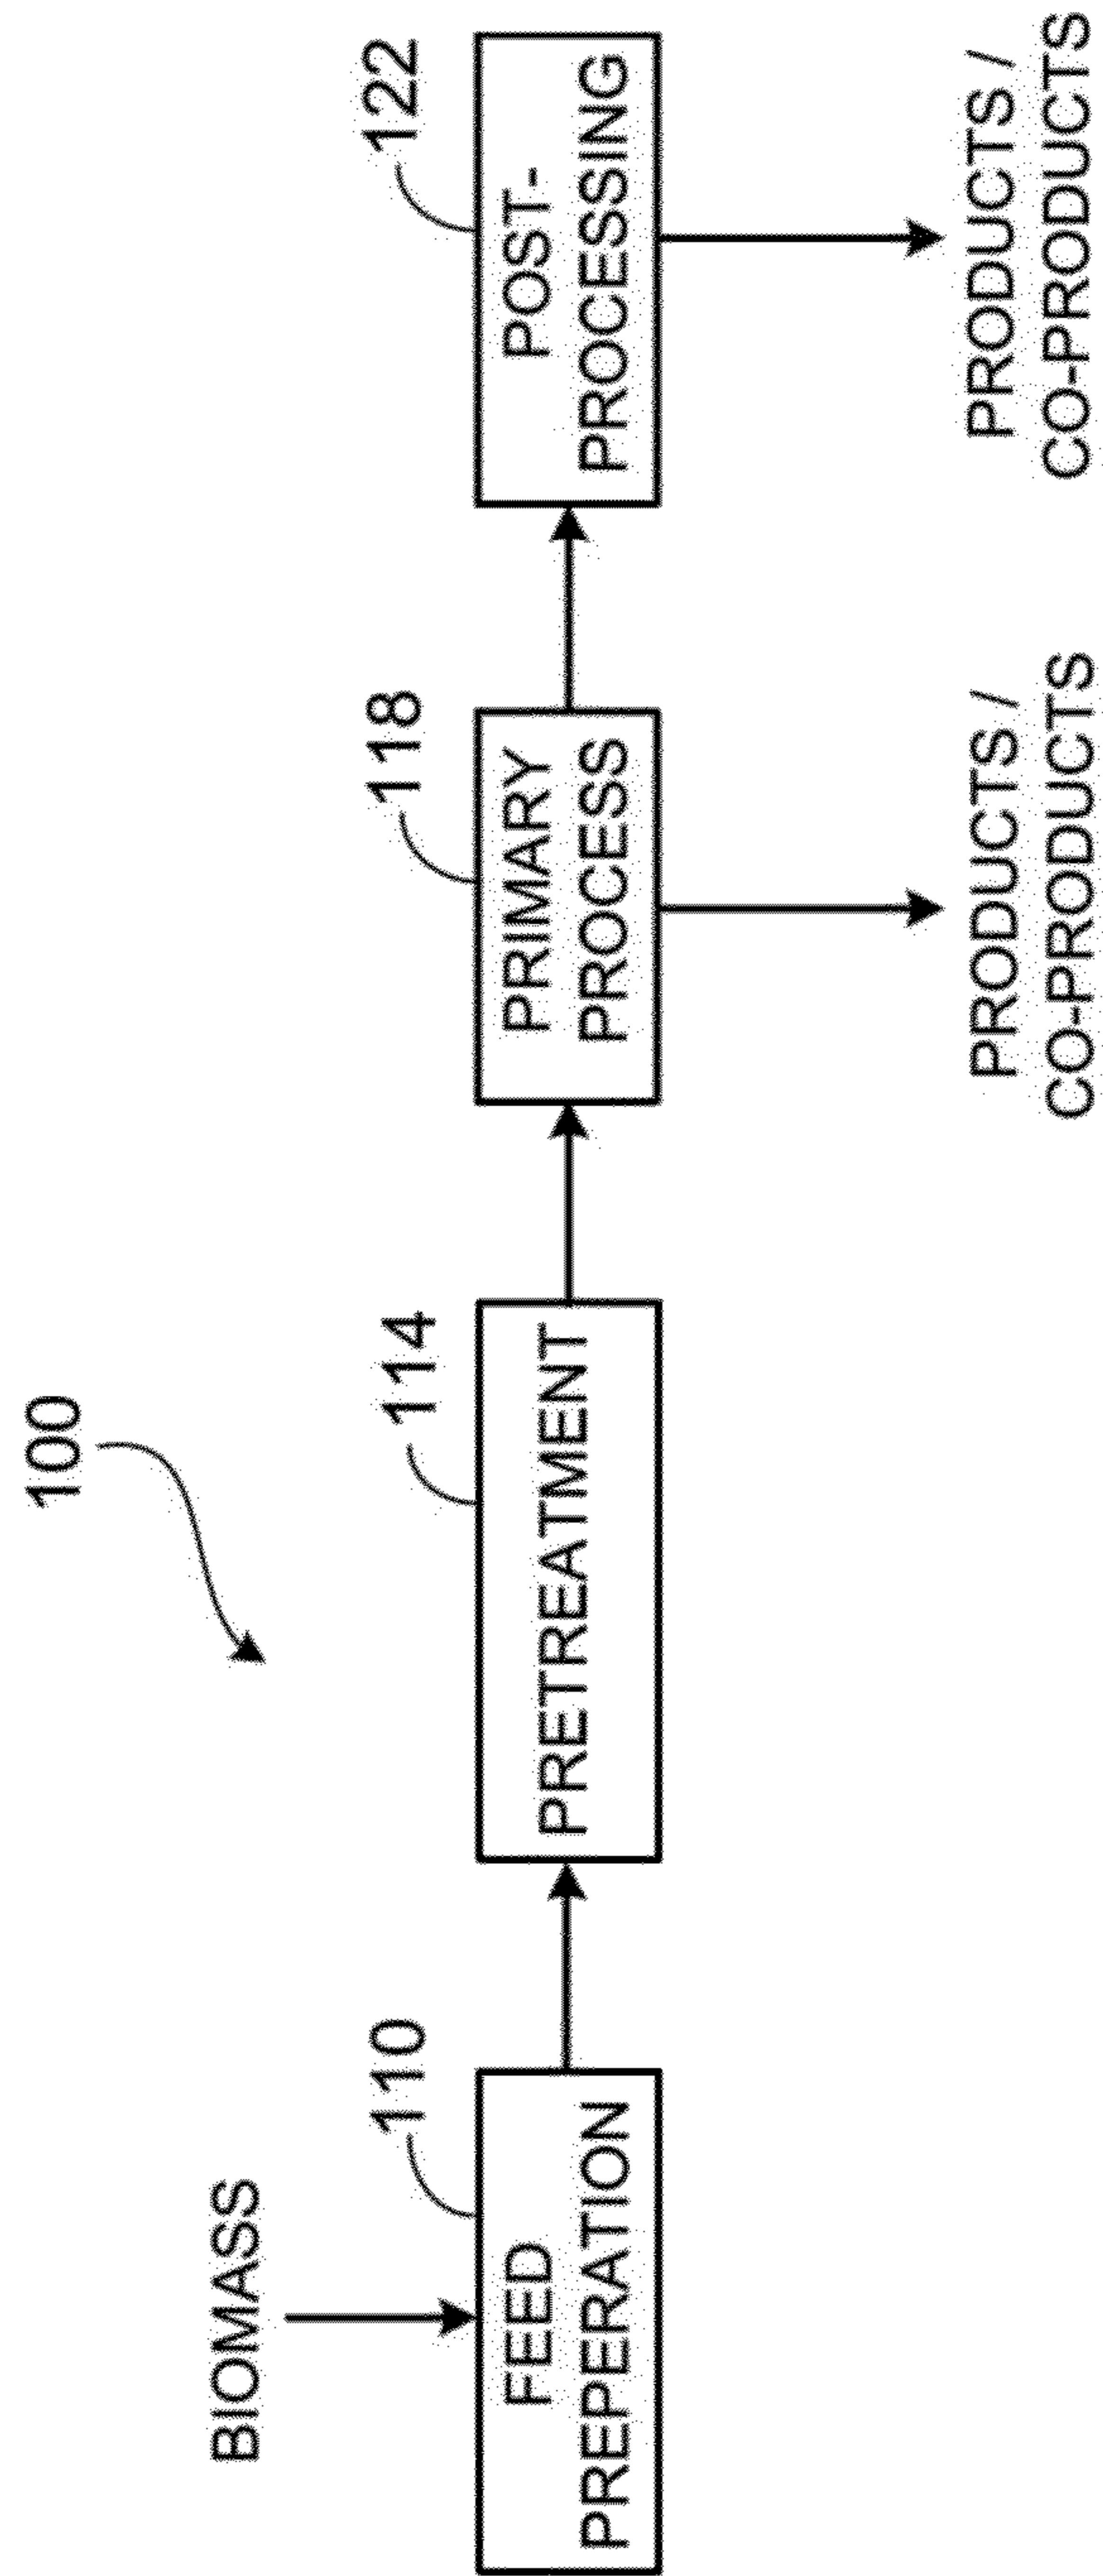 100
BIOMASS
110
FEED
PREPERATION
114
PRETREATMENT
118
PRIMARY
PROCESS
122
POST-
PROCESSING
PRODUCTS /
CO-PRODUCTS
PRODUCTS /
CO-PRODUCTS